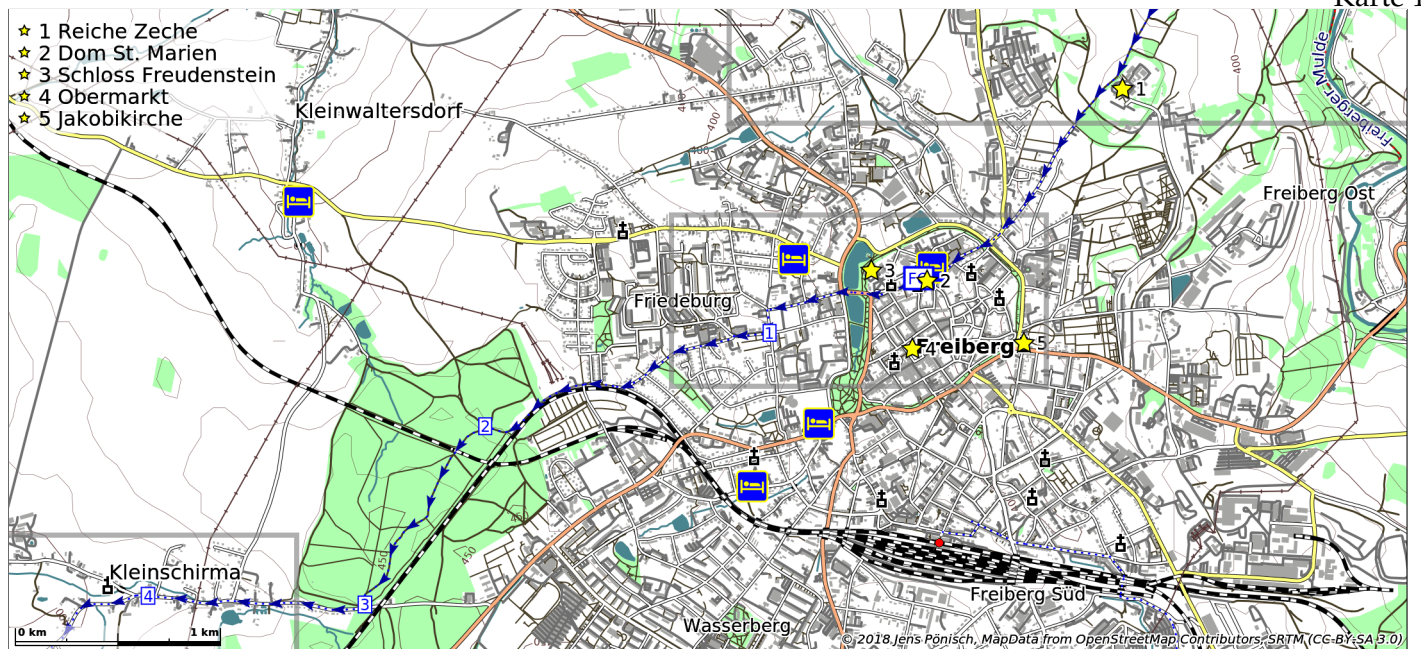 Karte 1
1 Reiche Zeche
2 Dom St. Marien
3 Schloss Freudenstein
4 Obermarkt
5 Jakobikirche
Kleinwaltersdorf
400
400
400
400
1
Freiberger Mulde
Freiberg Ost
3
2
Friedeburg
1
4
Freiberg
5
2
450
450
450
Kleinschirma
4
3
Freiberg Süd
Wasserberg
0 km
1 km
© 2018 Jens Pönisch, MapData from OpenStreetMap Contributors, SRTM (CC-BY-SA 3.0)